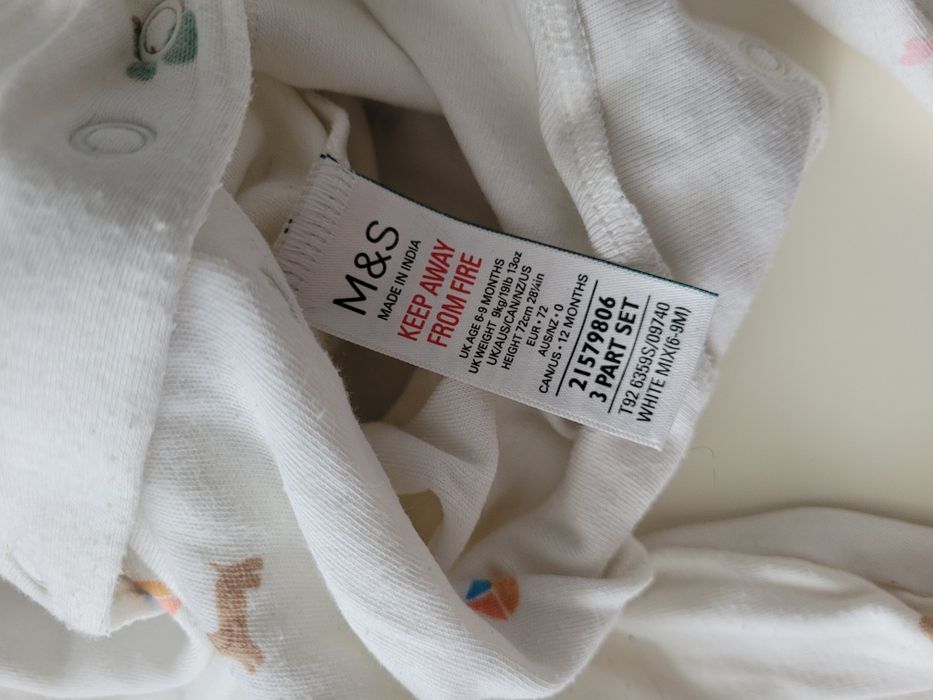 M&S
MADE IN INDIA
KEEP AWAY
FROM FIRE
UK AGE 6-9 MONTHS
UK WEIGHT 9kg/19lb 13oz
UK/AUS/CAN/NZ/US
HEIGHT 72cm 28¼in
EUR • 72
AUS/NZ • 0
CAN/US • 12 MONTHS
21579806
3 PART SET
T92 6359S/09740
WHITE MIX(6-9M)